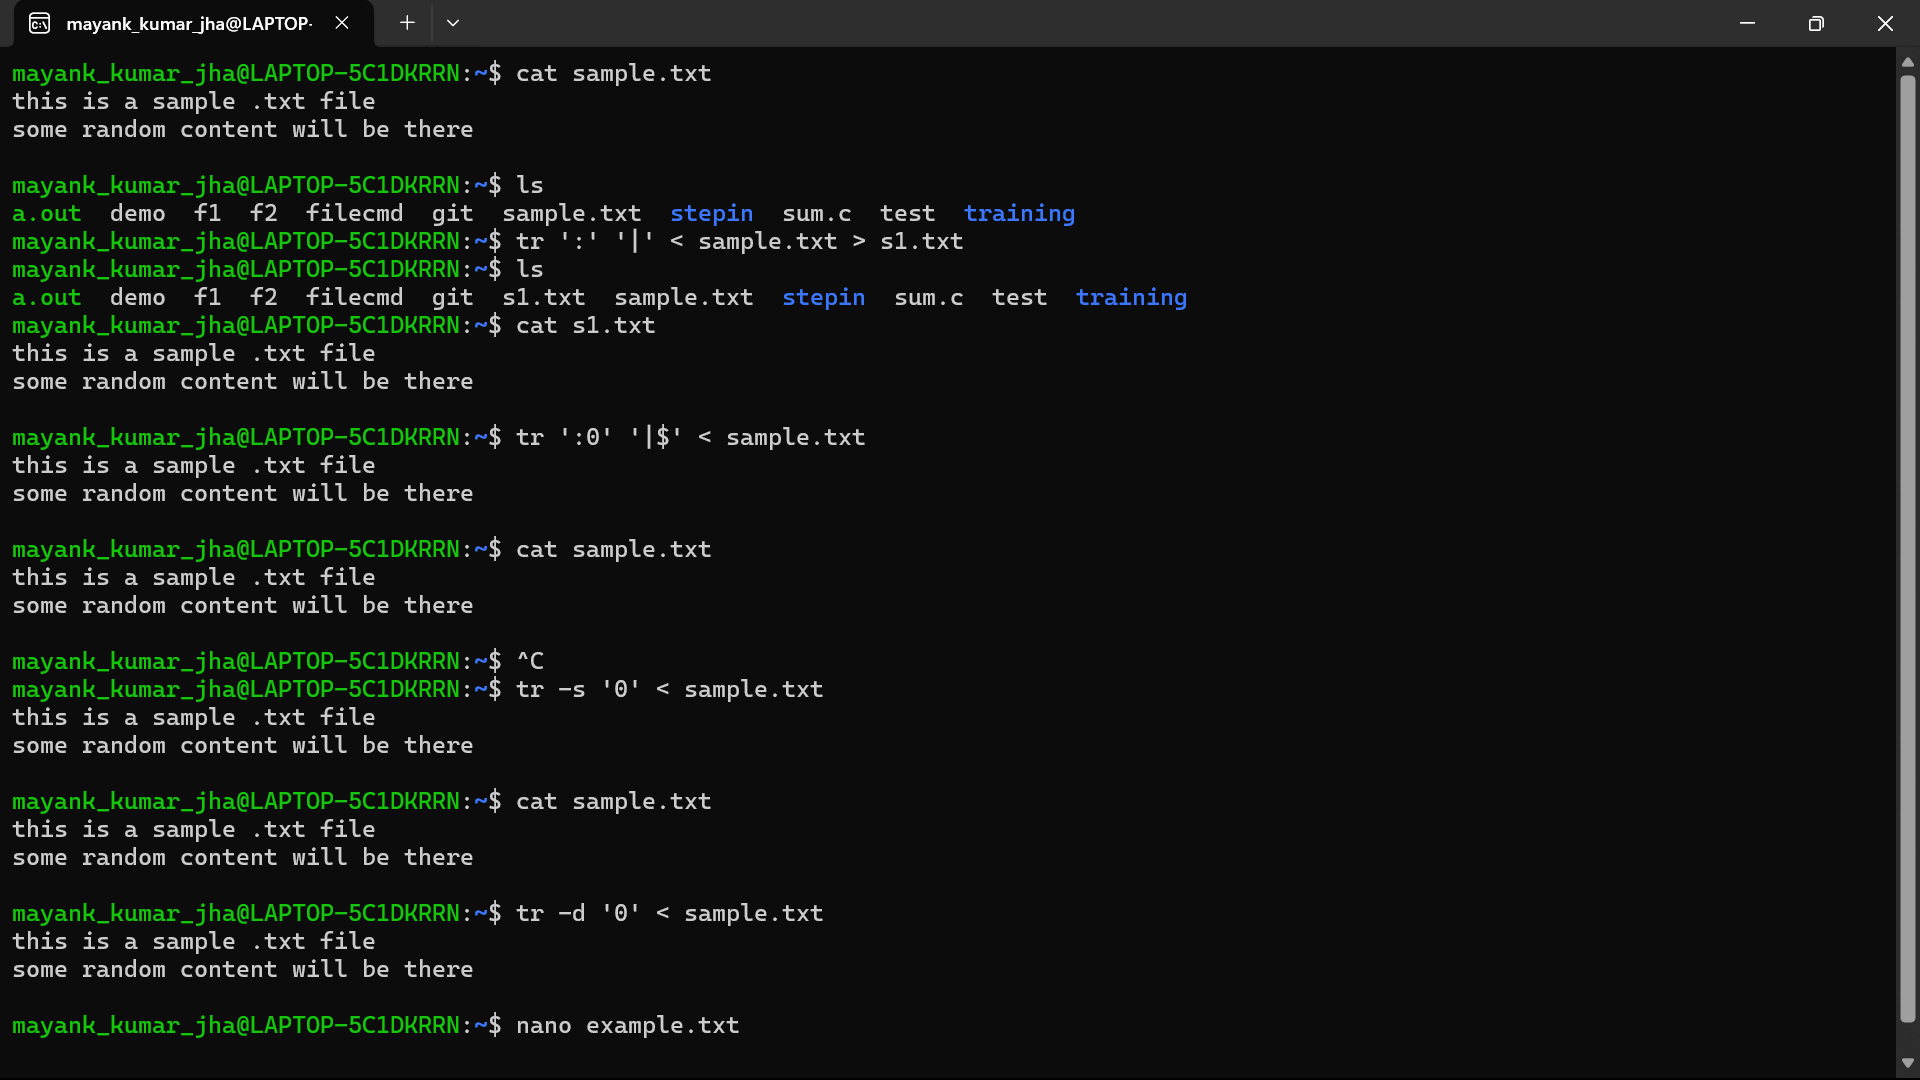 mayank_kumar_jha@LAPTOP-
mayank_kumar_jha@LAPTOP-5C1DKRRN:~$ cat sample.txt
this is a sample .txt file
some random content will be there
mayank_kumar_jha@LAPTOP-5C1DKRRN:~$ ls
a.out  demo  f1  f2  filecmd  git  sample.txt  stepin  sum.c  test  training
mayank_kumar_jha@LAPTOP-5C1DKRRN:~$ tr ':' '|' < sample.txt > s1.txt
mayank_kumar_jha@LAPTOP-5C1DKRRN:~$ ls
a.out  demo  f1  f2  filecmd  git  s1.txt  sample.txt  stepin  sum.c  test  training
mayank_kumar_jha@LAPTOP-5C1DKRRN:~$ cat s1.txt
this is a sample .txt file
some random content will be there
mayank_kumar_jha@LAPTOP-5C1DKRRN:~$ tr ':0' '|$' < sample.txt
this is a sample .txt file
some random content will be there
mayank_kumar_jha@LAPTOP-5C1DKRRN:~$ cat sample.txt
this is a sample .txt file
some random content will be there
mayank_kumar_jha@LAPTOP-5C1DKRRN:~$ ^C
mayank_kumar_jha@LAPTOP-5C1DKRRN:~$ tr -s '0' < sample.txt
this is a sample .txt file
some random content will be there
mayank_kumar_jha@LAPTOP-5C1DKRRN:~$ cat sample.txt
this is a sample .txt file
some random content will be there
mayank_kumar_jha@LAPTOP-5C1DKRRN:~$ tr -d '0' < sample.txt
this is a sample .txt file
some random content will be there
mayank_kumar_jha@LAPTOP-5C1DKRRN:~$ nano example.txt